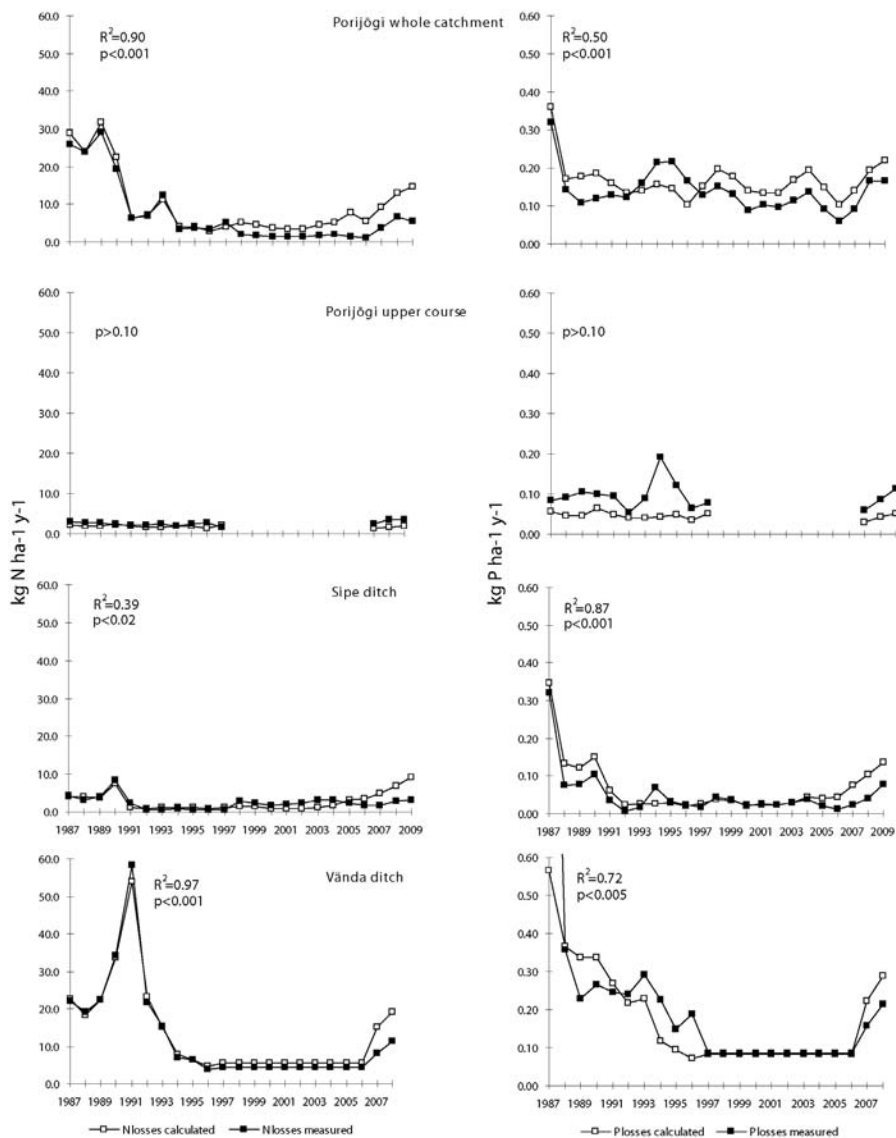 Porijõgi whole catchment
60.0
50.0
40.0
30.0
20.0
10.0
0.0
R²=0.90
p<0.001
0.60
0.50
0.40
0.30
0.20
0.10
0.00
R²=0.50
p<0.001
Porijõgi upper course
60.0
50.0
40.0
30.0
20.0
10.0
0.0
p>0.10
0.60
0.50
0.40
0.30
0.20
0.10
0.00
p>0.10
kg N ha-1 y-1
kg P ha-1 y-1
Sipe ditch
60.0
50.0
40.0
30.0
20.0
10.0
0.0
R²=0.39
p<0.02
1987 1989 1991 1993 1995 1997 1999 2001 2003 2005 2007 2009
0.60
0.50
0.40
0.30
0.20
0.10
0.00
R²=0.87
p<0.001
1987 1989 1991 1993 1995 1997 1999 2001 2003 2005 2007 2009
Vända ditch
60.0
50.0
40.0
30.0
20.0
10.0
0.0
R²=0.97
p<0.001
1987 1989 1991 1993 1995 1997 1999 2001 2003 2005 2007
N losses calculated N losses measured
0.60
0.50
0.40
0.30
0.20
0.10
0.00
R²=0.72
p<0.005
1987 1989 1991 1993 1995 1997 1999 2001 2003 2005 2007
P losses calculated P losses measured